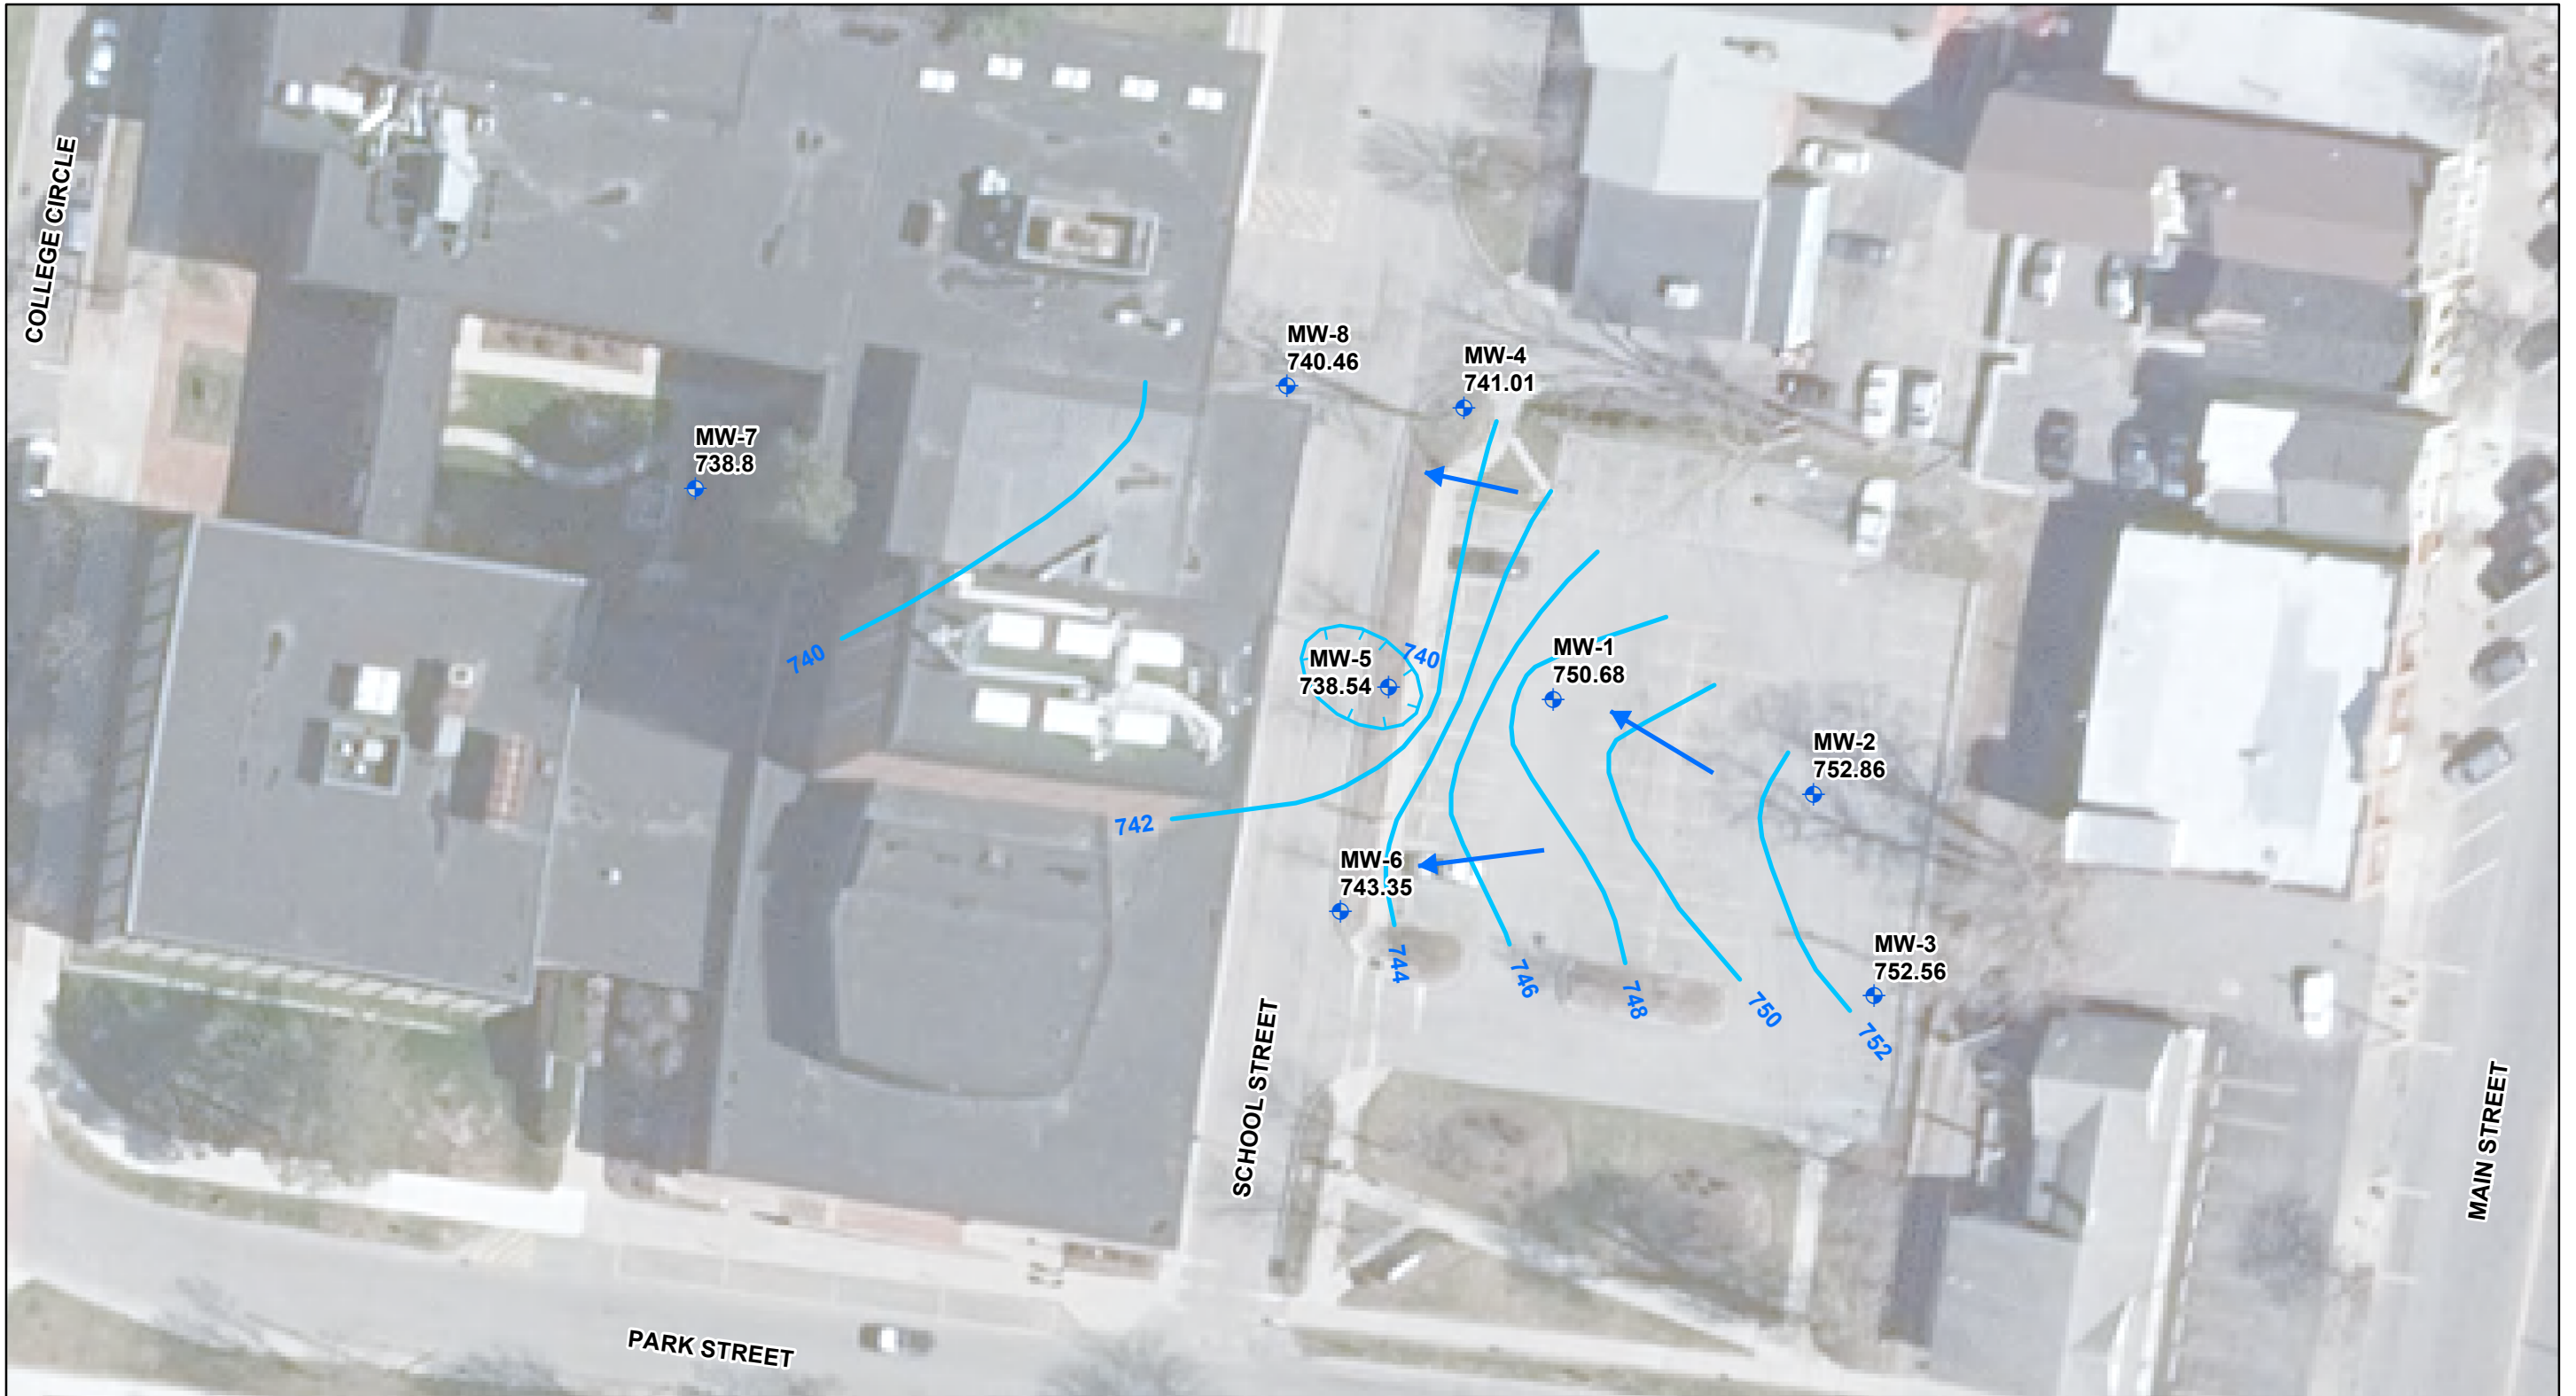 COLLEGE CIRCLE
MW-8
740.46
MW-4
741.01
MW-7
738.8
740
MW-5
738.54
740
MW-1
750.68
MW-2
752.86
742
MW-6
743.35
MW-3
752.56
744
746
748
750
752
SCHOOL STREET
MAIN STREET
PARK STREET